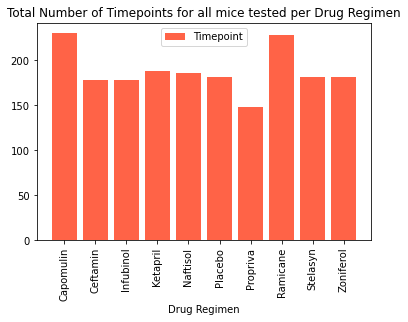 Total Number of Timepoints for all mice tested per Drug Regimen
Timepoint
200
150
100
50
0
Capomulin
Ceftamin
Infubinol
Ketapril
Naftisol
Placebo
Propriva
Ramicane
Stelasyn
Zoniferol
Drug Regimen